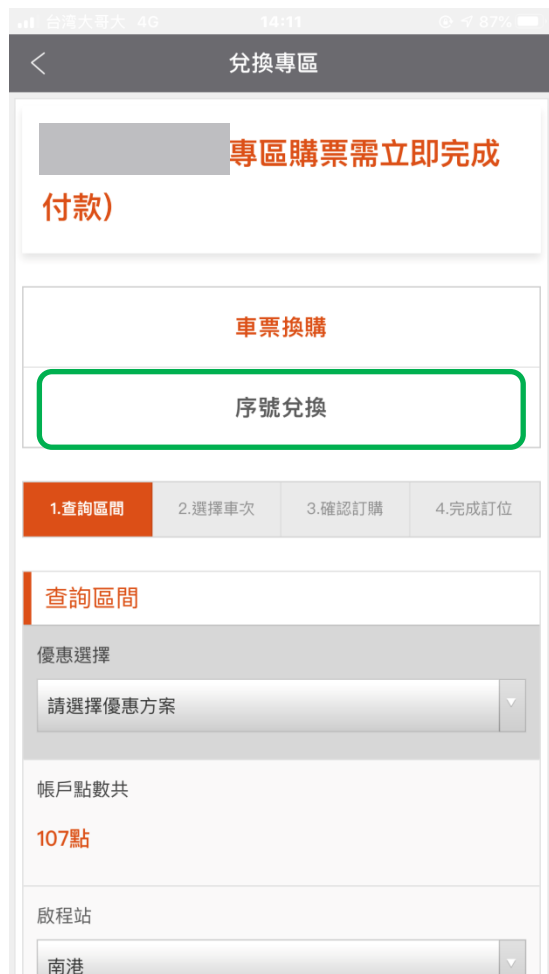 台湾大哥大 4G 14:11 87%
兌換專區
專區購票需立即完成
付款)
車票換購
序號兌換
1.查詢區間 2.選擇車次 3.確認訂購 4.完成訂位
查詢區間
優惠選擇
請選擇優惠方案
帳戶點數共
107點
啟程站
南港